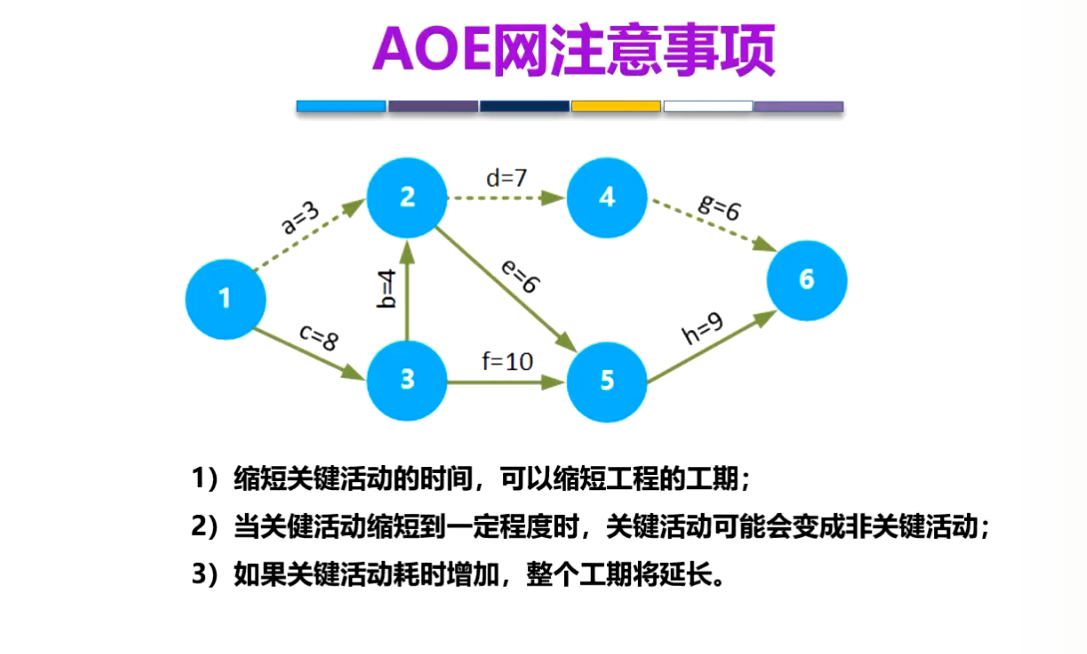 AOE网注意事项
d=7
2
4
g=6
a=3
6
e=6
b=4
1
c=8
h=9
f=10
3
5
1）缩短关键活动的时间，可以缩短工程的工期；
2）当关健活动缩短到一定程度时，关键活动可能会变成非关键活动；
3）如果关键活动耗时增加，整个工期将延长。